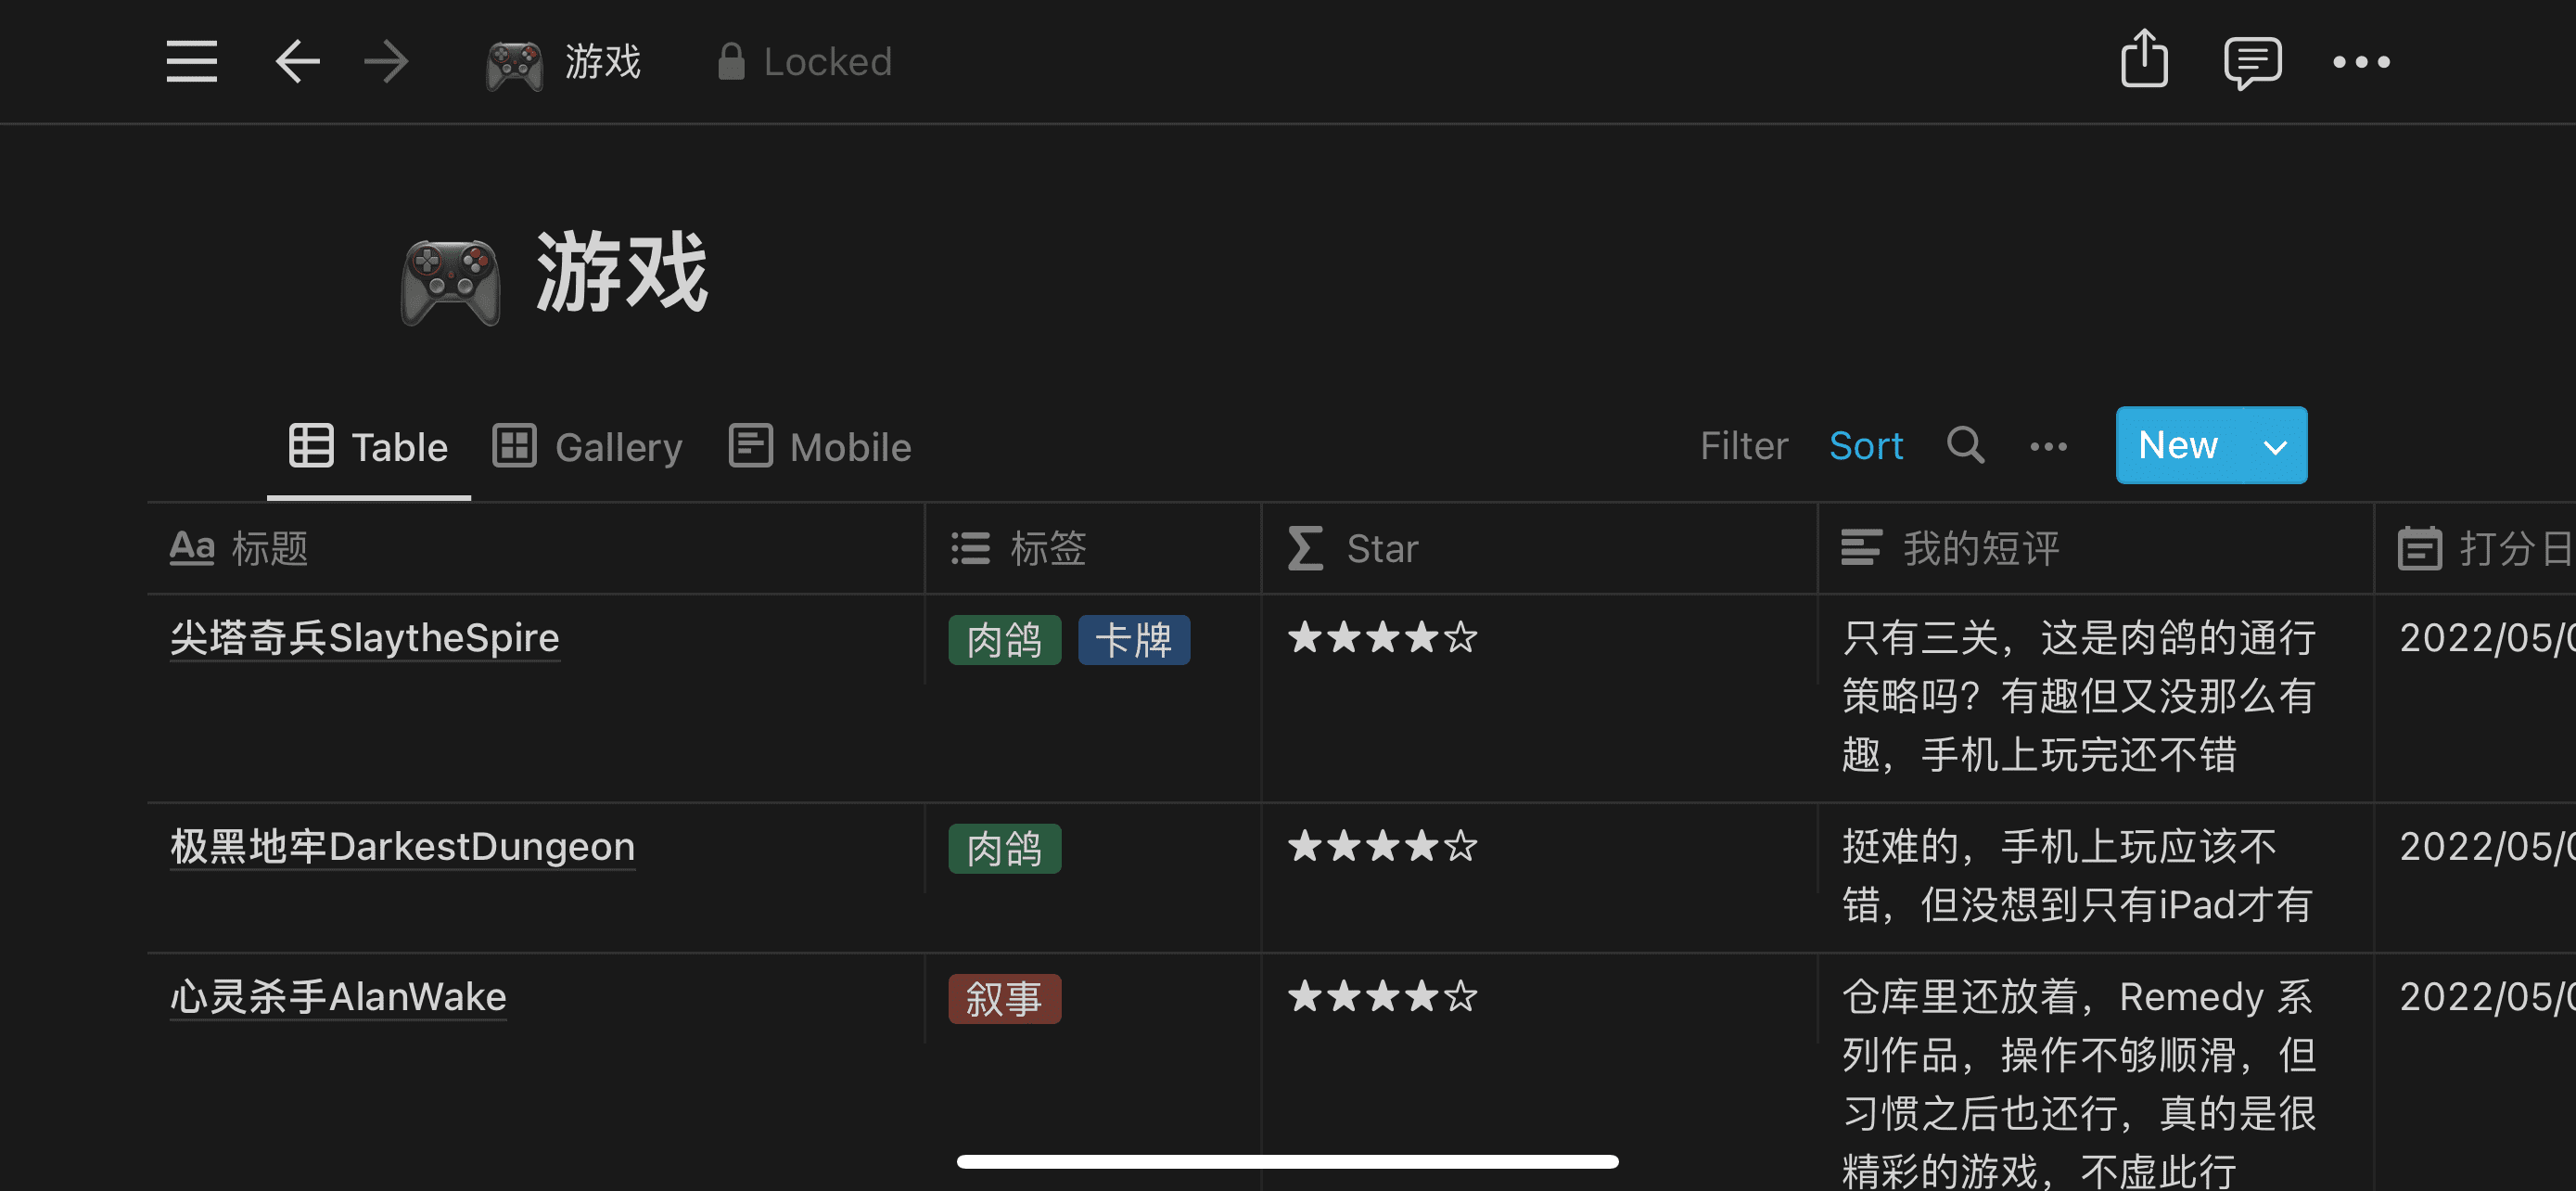 游戏 Locked
游戏
Table Gallery Mobile Filter Sort New
Aa 标题 标签 Star 我的短评 打分日
尖塔奇兵SlaytheSpire 肉鸽 卡牌 ★★★★☆ 只有三关，这是肉鸽的通行 2022/05/0
策略吗？有趣但又没那么有
趣，手机上玩完还不错
极黑地牢DarkestDungeon 肉鸽 ★★★★☆ 挺难的，手机上玩应该不 2022/05/0
错，但没想到只有iPad才有
心灵杀手AlanWake 叙事 ★★★★☆ 仓库里还放着，Remedy 系 2022/05/0
列作品，操作不够顺滑，但
习惯之后也还行，真的是很
精彩的游戏，不虚此行